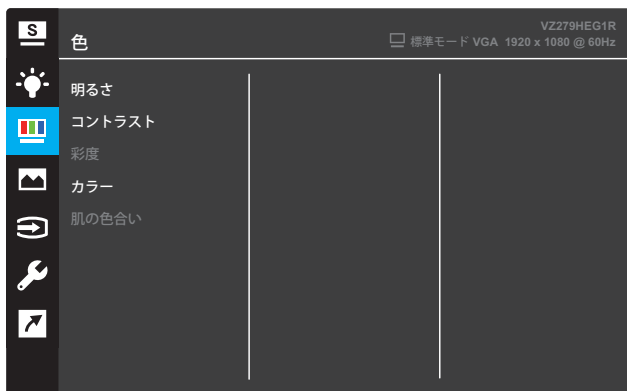 S
VZ279HEG1R
色
標準モード VGA 1920 x 1080 @ 60Hz
明るさ
コントラスト
彩度
カラー
肌の色合い